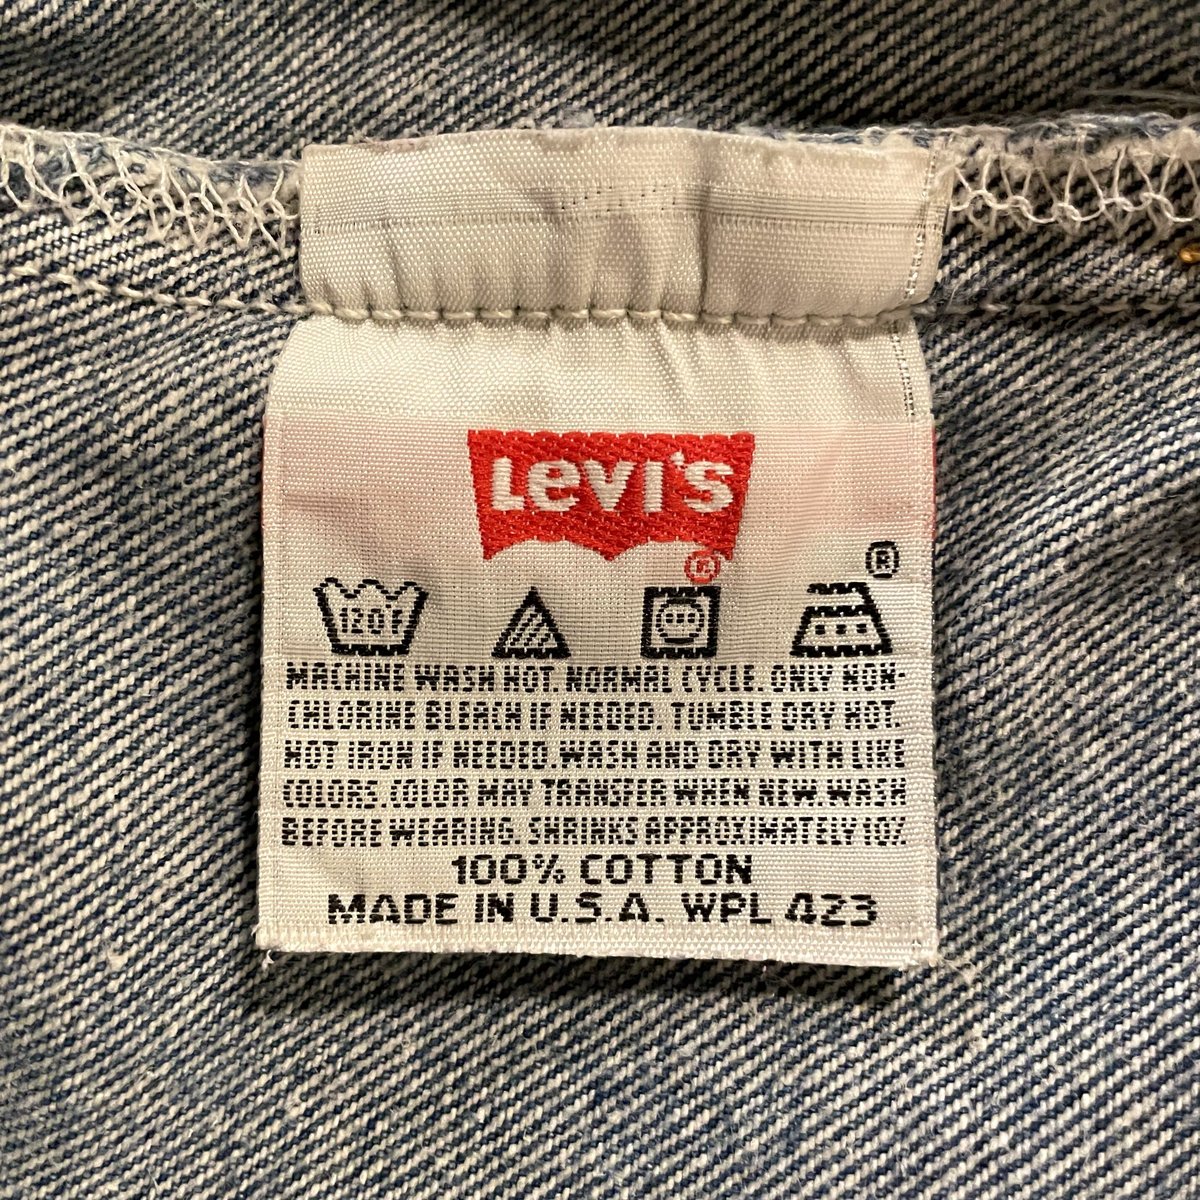 Levi's
®
®
120F
MACHINE WASH HOT. NORMAL CYCLE. ONLY NON-
CHLORINE BLEACH IF NEEDED. TUMBLE DRY HOT.
HOT IRON IF NEEDED. WASH AND DRY WITH LIKE
COLORS. COLOR MAY TRANSFER WHEN NEW. WASH
BEFORE WEARING. SHRINKS APPROXIMATELY 10%
100% COTTON
MADE IN U.S.A. WPL 423